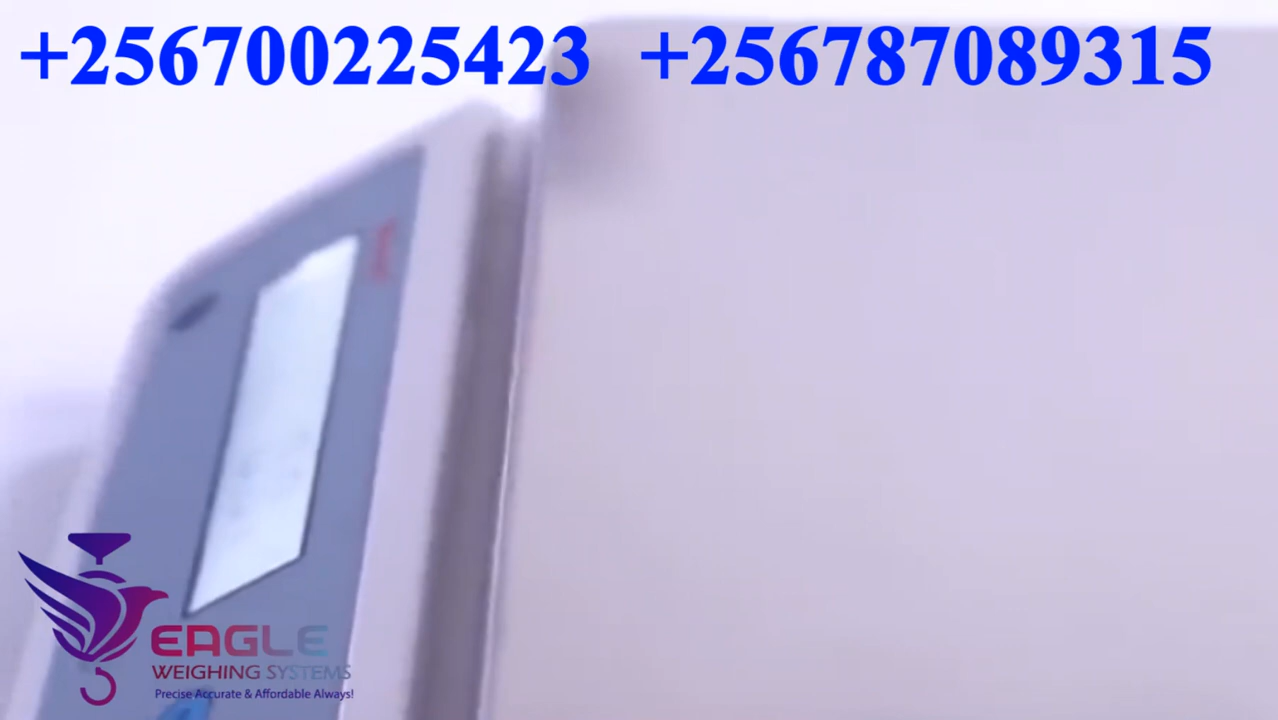 +256700225423 +256787089315
EAGLE
WEIGHING SYSTEMS
Precise Accurate & Affordable Always!